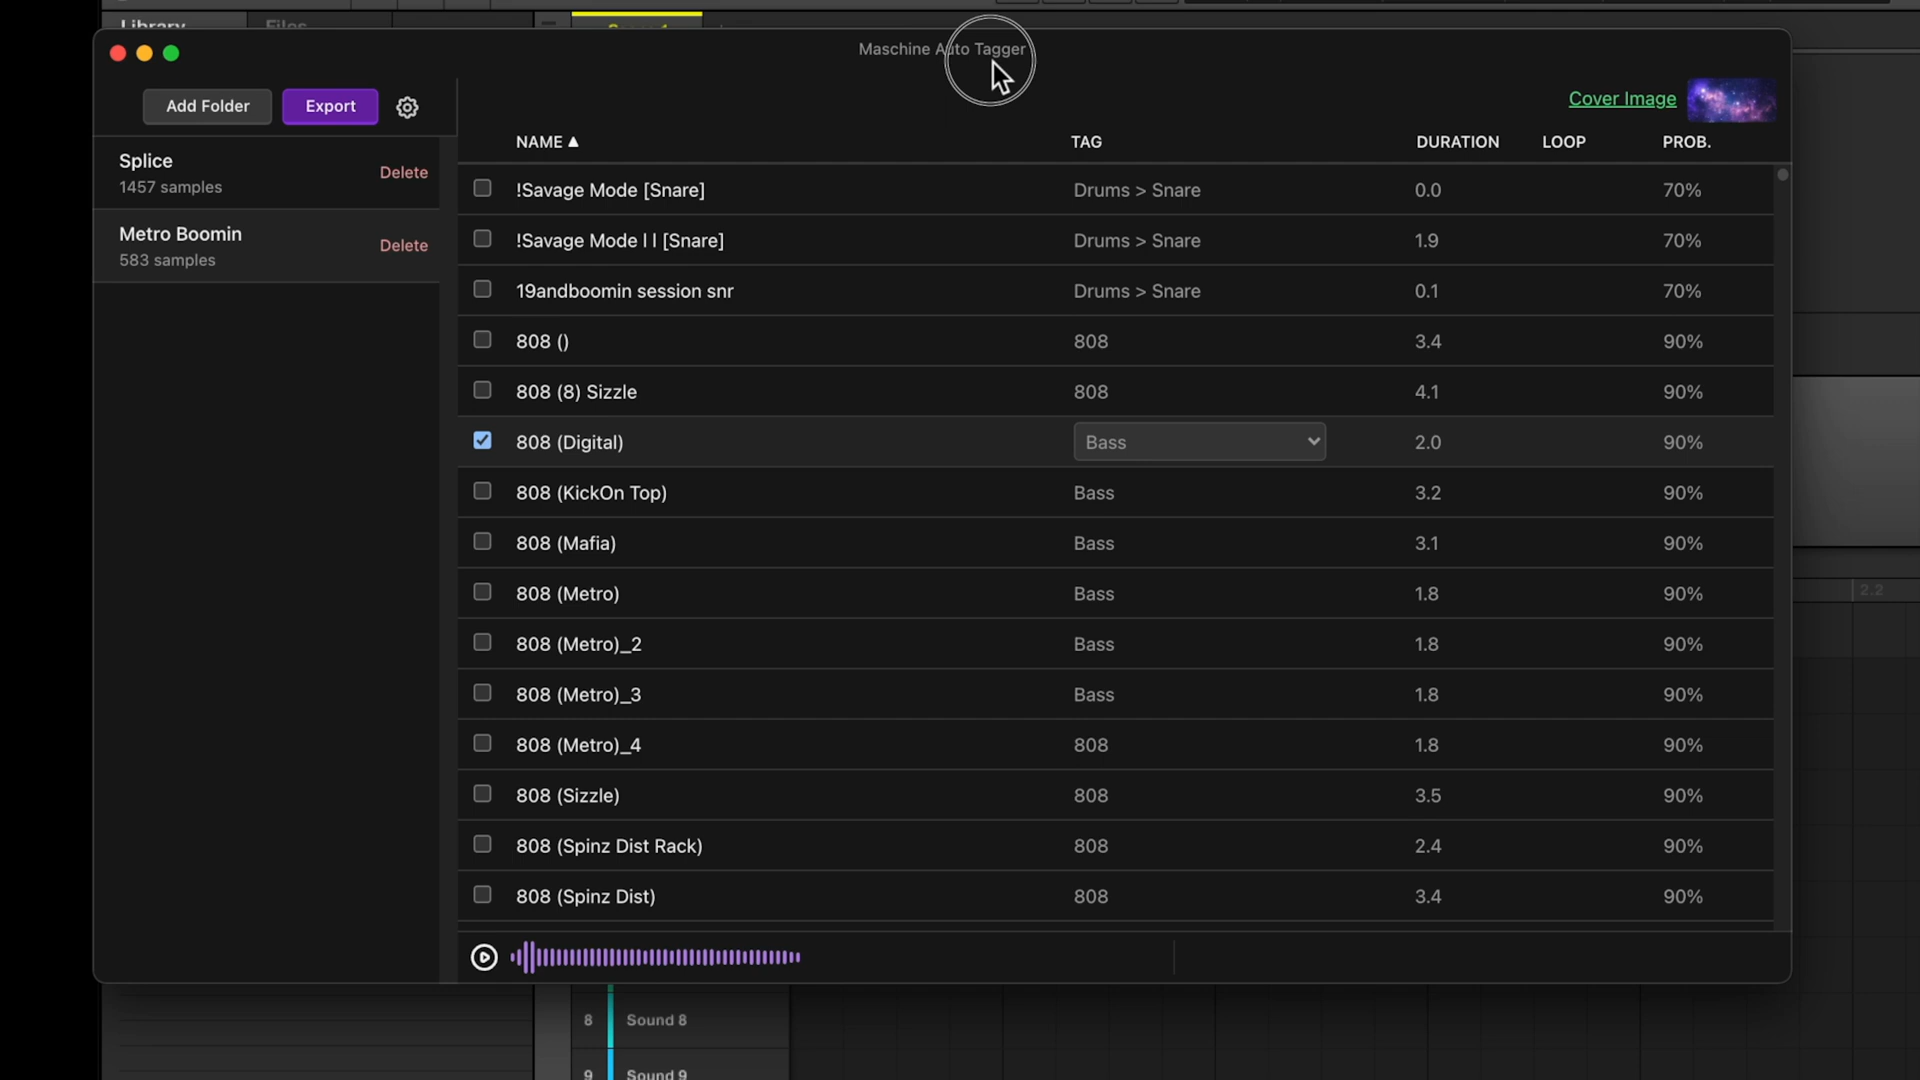 Library Files
Maschine Auto Tagger
Add Folder Export
Cover Image
NAME ▲ TAG DURATION LOOP PROB.
Splice
1457 samples
Delete
Metro Boomin
583 samples
Delete
!Savage Mode [Snare] Drums > Snare 0.0 70%
!Savage Mode I I [Snare] Drums > Snare 1.9 70%
19andboomin session snr Drums > Snare 0.1 70%
808 () 808 3.4 90%
808 (8) Sizzle 808 4.1 90%
808 (Digital) Bass 2.0 90%
808 (KickOn Top) Bass 3.2 90%
808 (Mafia) Bass 3.1 90%
808 (Metro) Bass 1.8 90%
808 (Metro)_2 Bass 1.8 90%
808 (Metro)_3 Bass 1.8 90%
808 (Metro)_4 808 1.8 90%
808 (Sizzle) 808 3.5 90%
808 (Spinz Dist Rack) 808 2.4 90%
808 (Spinz Dist) 808 3.4 90%
2.2
8 Sound 8
9 Sound 9